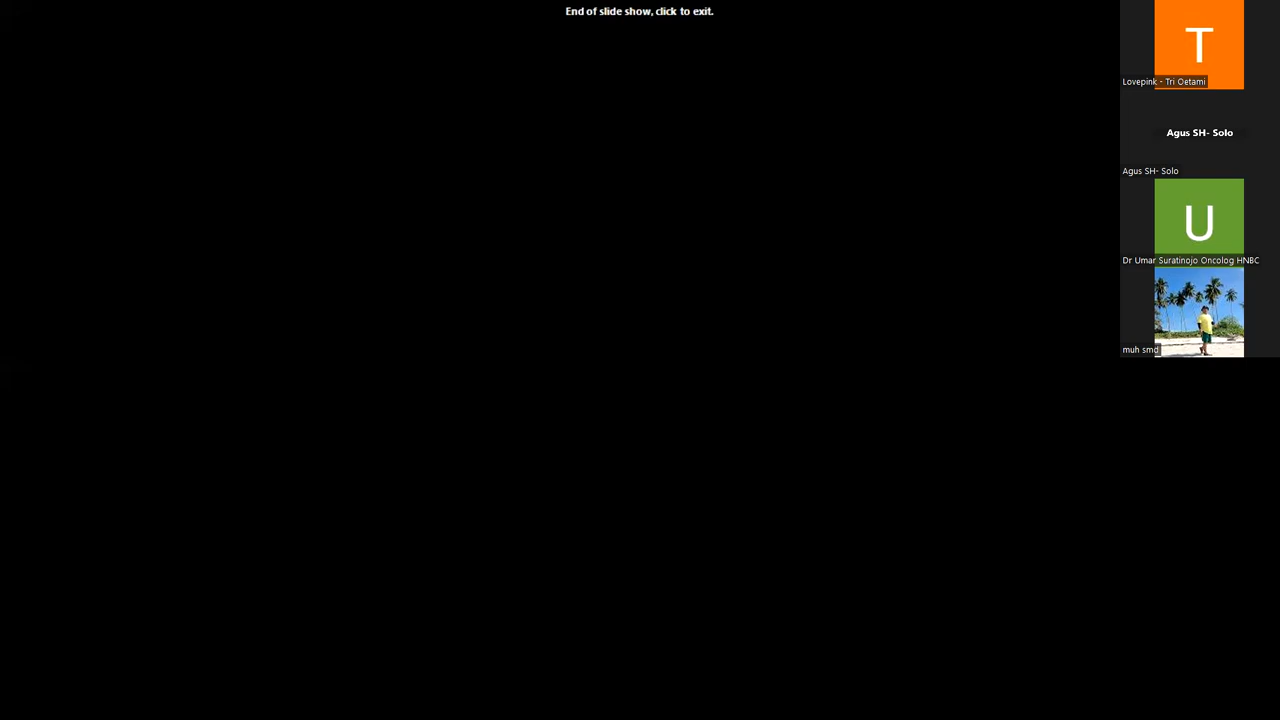 End of slide show, click to exit.
T
Lovepink - Tri Oetami
Agus SH- Solo
Agus SH- Solo
U
Dr Umar Suratinojo Oncolog HNBC
muh smd